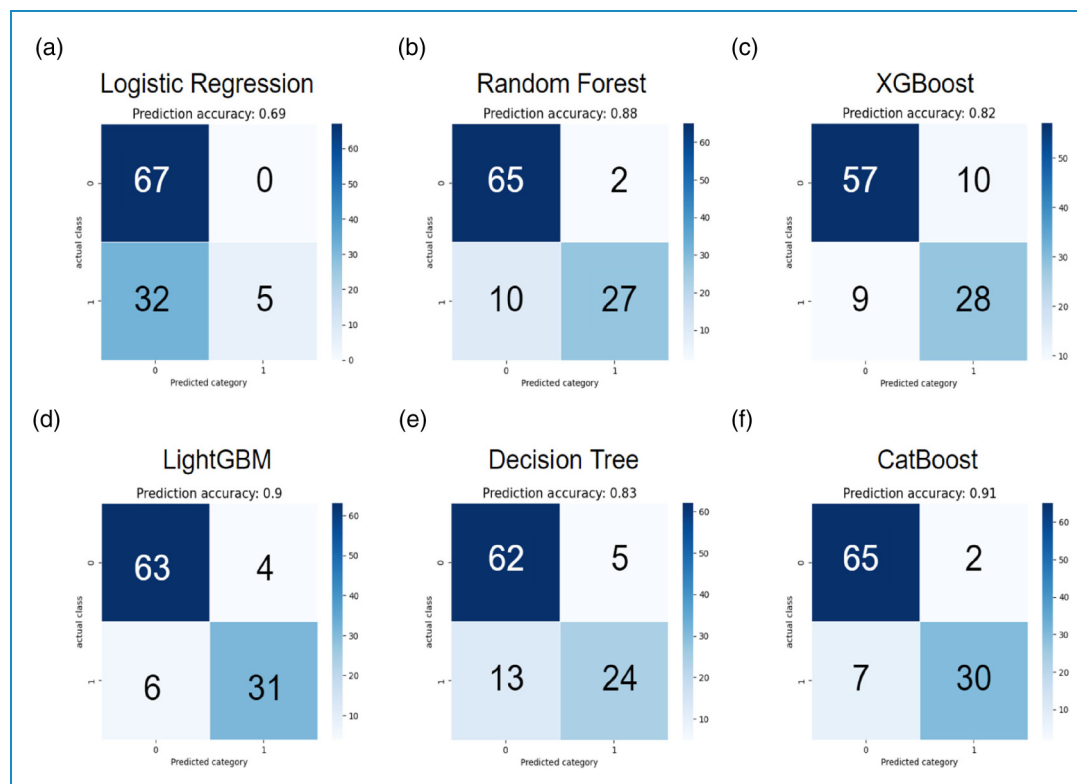 (a)
Logistic Regression
Prediction accuracy: 0.69
67 0
32 5
0
1
actual class
0 1
Predicted category
60
50
40
30
20
10
0
(b)
Random Forest
Prediction accuracy: 0.88
65 2
10 27
0
1
actual class
0 1
Predicted category
60
50
40
30
20
10
(c)
XGBoost
Prediction accuracy: 0.82
57 10
9 28
0
1
actual class
0 1
Predicted category
50
40
30
20
10
(d)
LightGBM
Prediction accuracy: 0.9
63 4
6 31
0
1
actual class
0 1
Predicted category
60
50
40
30
20
10
(e)
Decision Tree
Prediction accuracy: 0.83
62 5
13 24
0
1
actual class
0 1
Predicted category
60
50
40
30
20
10
(f)
CatBoost
Prediction accuracy: 0.91
65 2
7 30
0
1
actual class
0 1
Predicted category
60
50
40
30
20
10